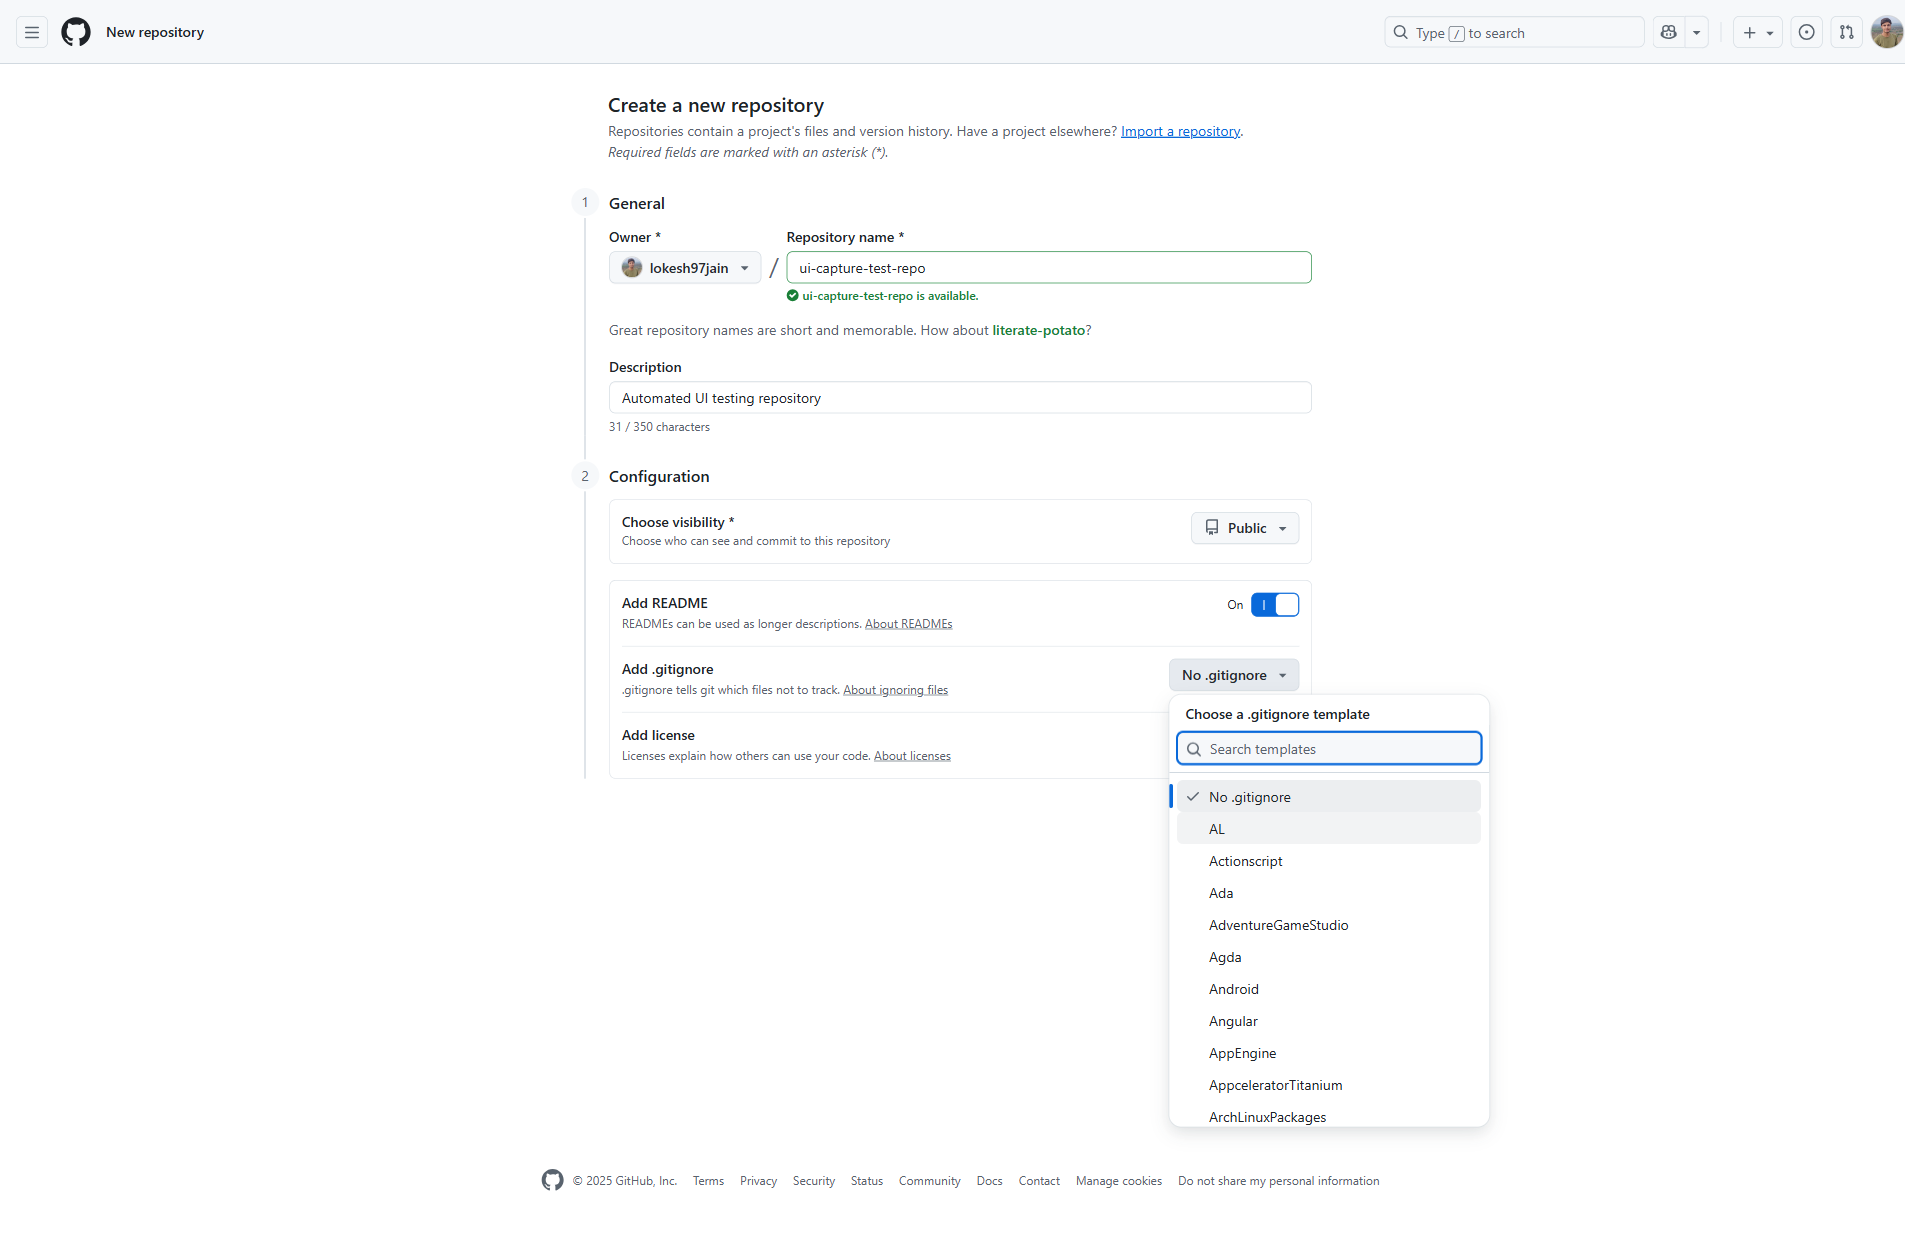 New repository
Type / to search
Create a new repository
Repositories contain a project's files and version history. Have a project elsewhere? Import a repository.
Required fields are marked with an asterisk (*).
1 General
Owner * Repository name *
lokesh97jain / ui-capture-test-repo
ui-capture-test-repo is available.
Great repository names are short and memorable. How about literate-potato?
Description
Automated UI testing repository
31 / 350 characters
2 Configuration
Choose visibility *
Choose who can see and commit to this repository
Public
Add README
READMEs can be used as longer descriptions. About READMEs
On
Add .gitignore
.gitignore tells git which files not to track. About ignoring files
No .gitignore
Add license
Licenses explain how others can use your code. About licenses
Choose a .gitignore template
Search templates
No .gitignore
AL
Actionscript
Ada
AdventureGameStudio
Agda
Android
Angular
AppEngine
AppceleratorTitanium
ArchLinuxPackages
© 2025 GitHub, Inc. Terms Privacy Security Status Community Docs Contact Manage cookies Do not share my personal information